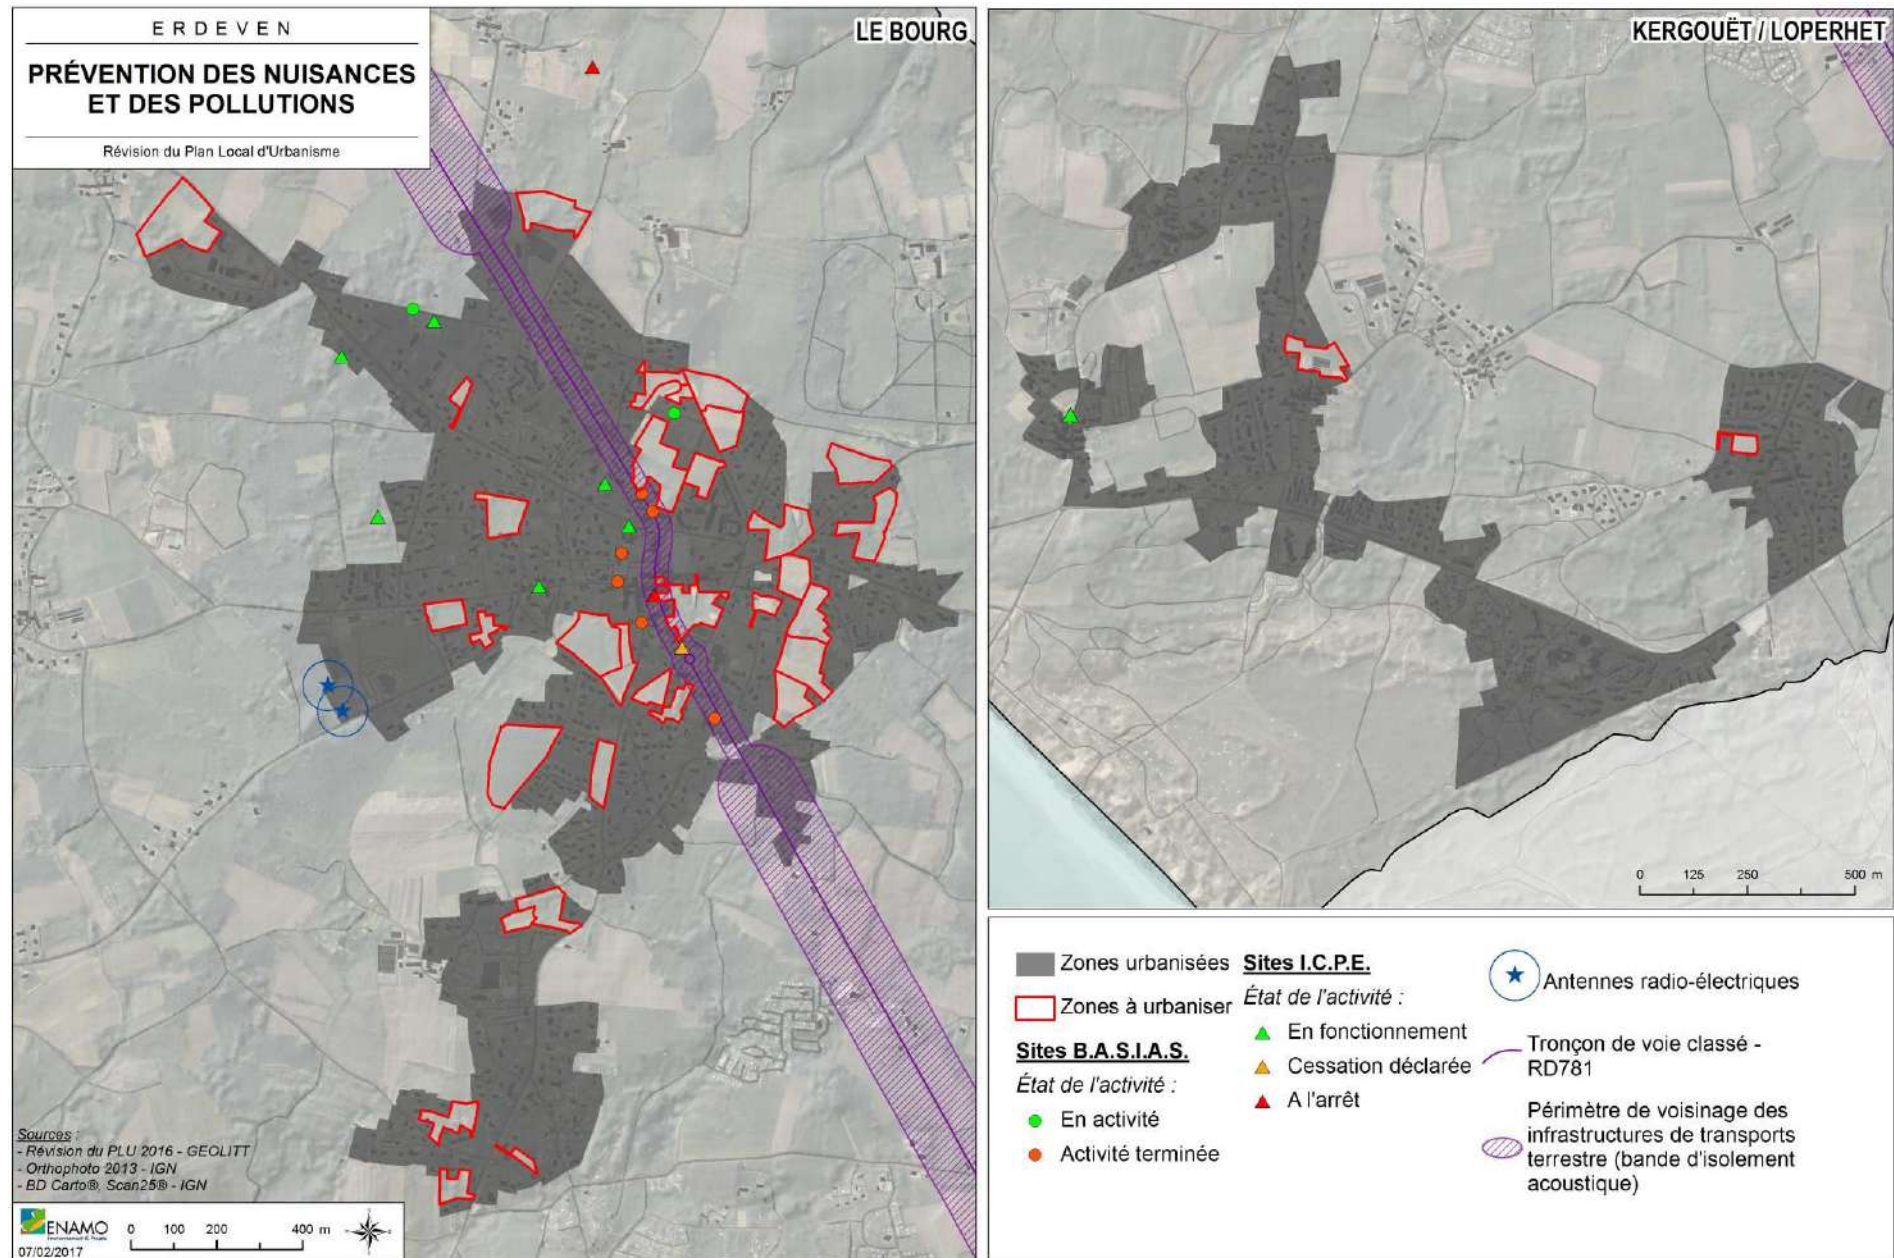 ERDEVEN
PRÉVENTION DES NUISANCES
ET DES POLLUTIONS
Révision du Plan Local d'Urbanisme
LE BOURG
KERGOUËT / LOPERHET
0 125 250 500 m
Sources :
- Révision du PLU 2016 - GEOLITT
- Orthophoto 2013 - IGN
- BD Carto®, Scan25® - IGN
ENAMO
07/02/2017
0 100 200 400 m
Zones urbanisées
Zones à urbaniser
Sites B.A.S.I.A.S.
État de l'activité :
En activité
Activité terminée
Sites I.C.P.E.
État de l'activité :
En fonctionnement
Cessation déclarée
A l'arrêt
Antennes radio-électriques
Tronçon de voie classé -
RD781
Périmètre de voisinage des
infrastructures de transports
terrestre (bande d'isolement
acoustique)